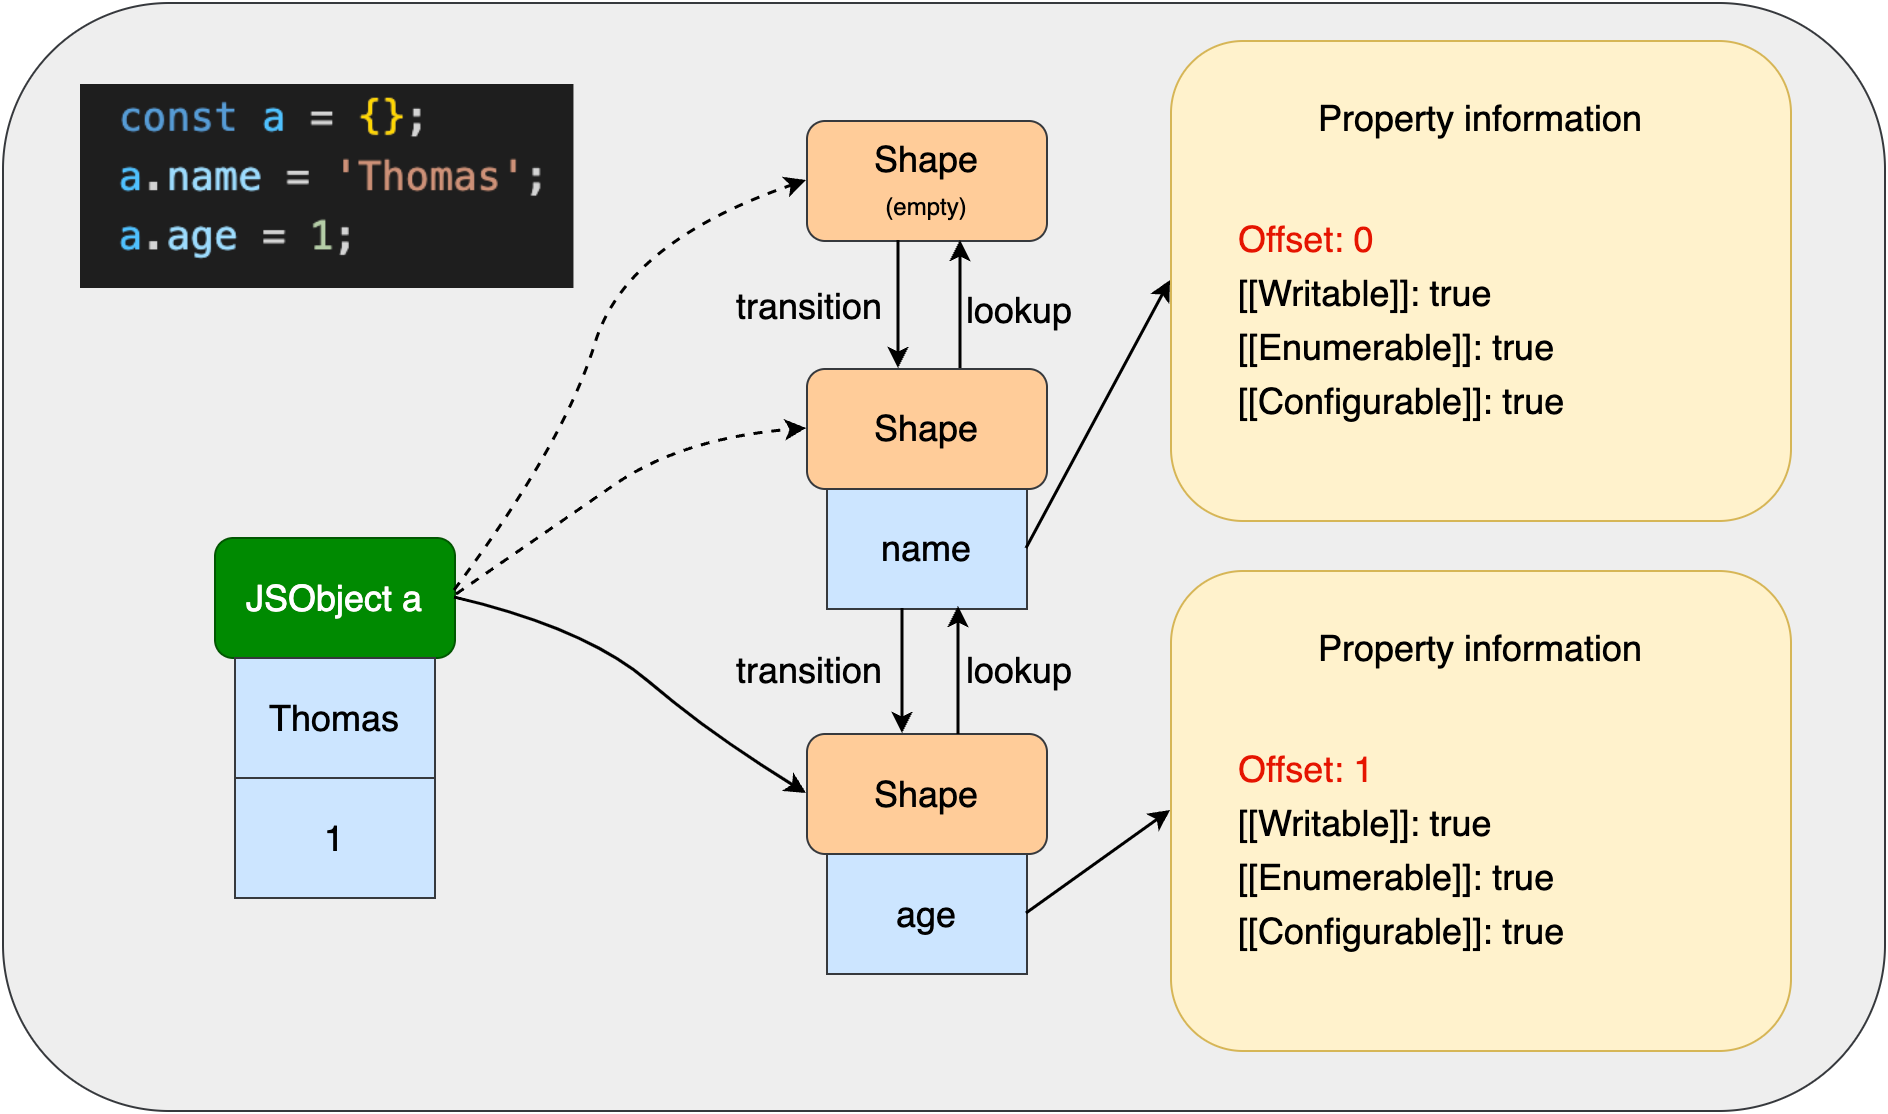 const a = {};
a.name = 'Thomas';
a.age = 1;
JSObject a
Thomas
1
Shape
(empty)
transition
lookup
Shape
name
transition
lookup
Shape
age
Property information
Offset: 0
[[Writable]]: true
[[Enumerable]]: true
[[Configurable]]: true
Property information
Offset: 1
[[Writable]]: true
[[Enumerable]]: true
[[Configurable]]: true